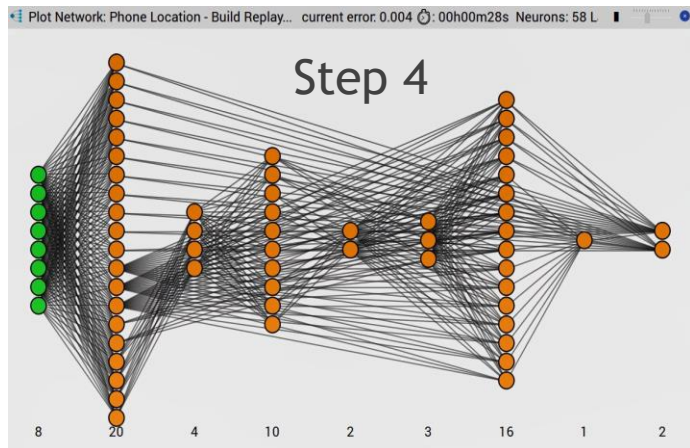 Plot Network: Phone Location - Build Replay... current error: 0.004 : 00h00m28s Neurons: 58 L
Step 4
8 20 4 10 2 3 16 1 2